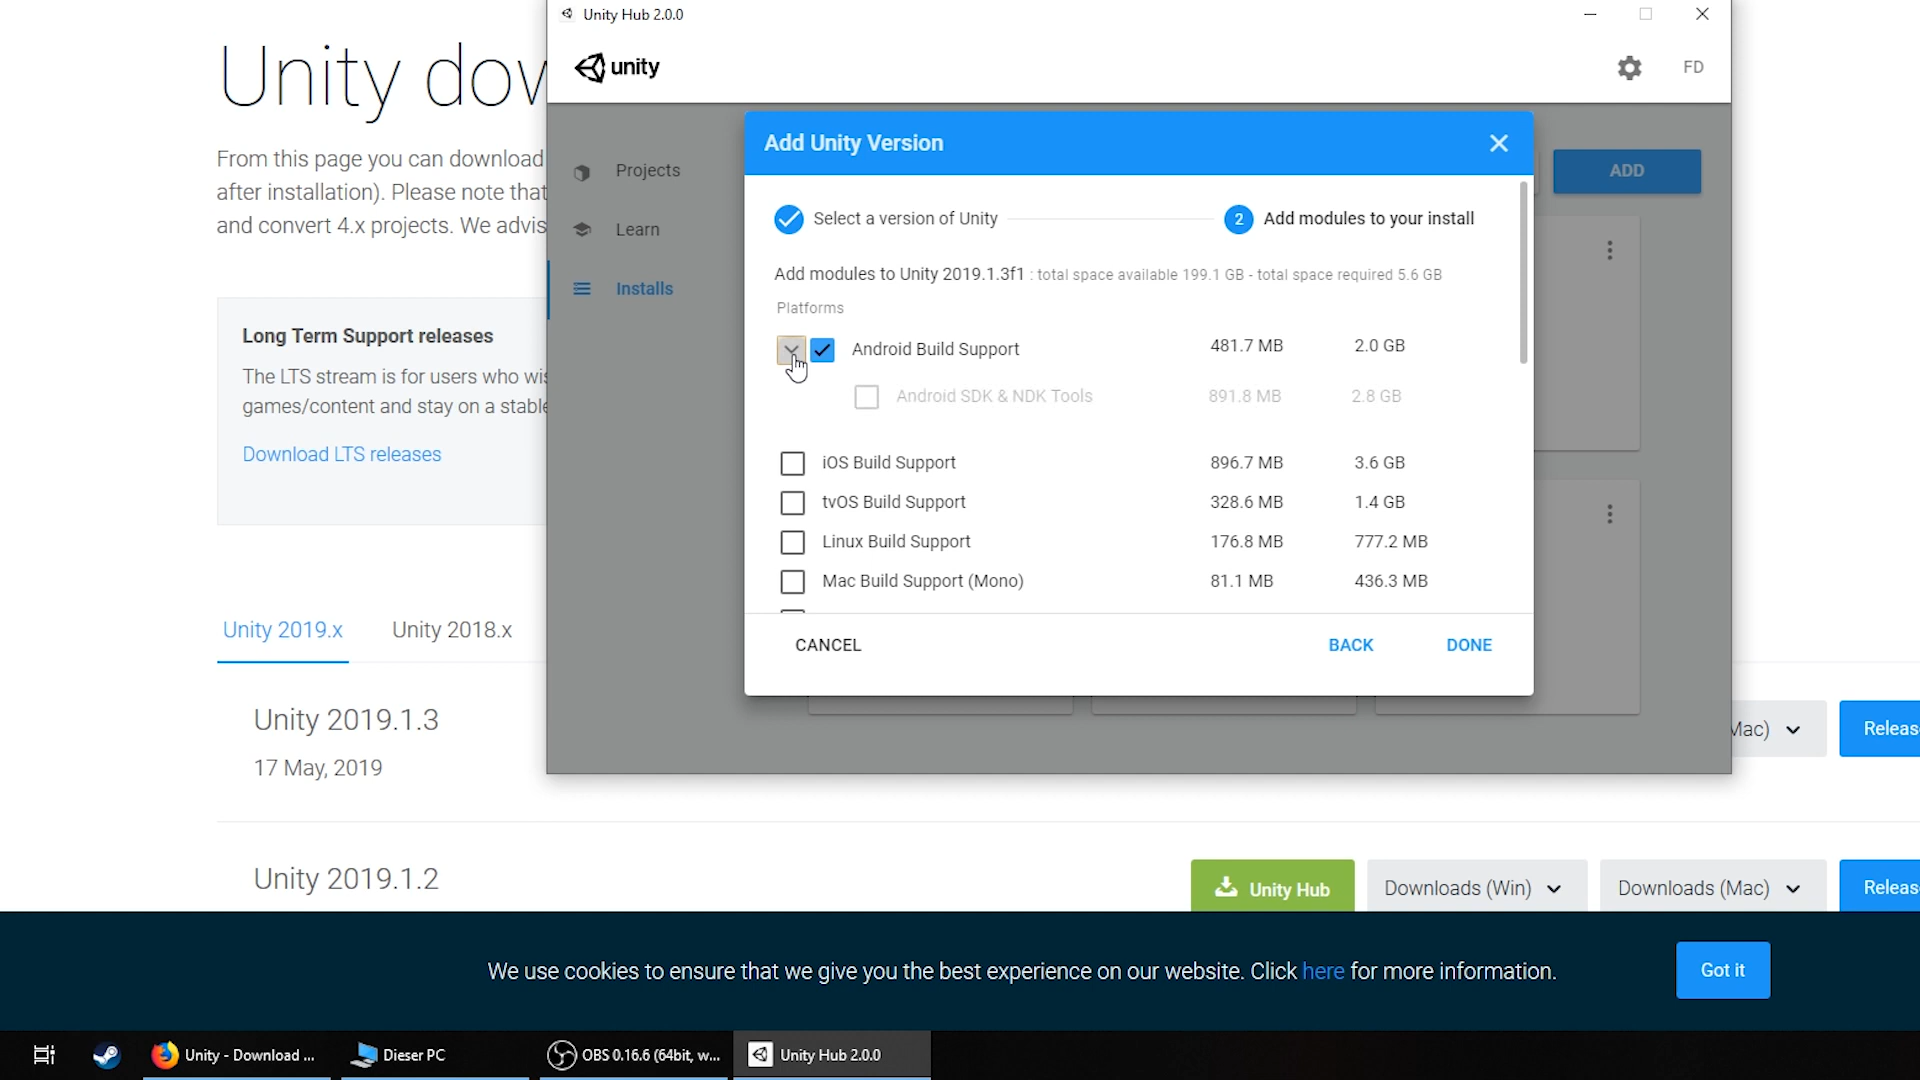 Unity Hub 2.0.0
unity
FD
Unity dow
From this page you can download
after installation). Please note that
and convert 4.x projects. We advis
Add Unity Version
Projects
Learn
Installs
ADD
Select a version of Unity
2 Add modules to your install
Add modules to Unity 2019.1.3f1 : total space available 199.1 GB - total space required 5.6 GB
Platforms
Android Build Support 481.7 MB 2.0 GB
Android SDK & NDK Tools 891.8 MB 2.8 GB
iOS Build Support 896.7 MB 3.6 GB
tvOS Build Support 328.6 MB 1.4 GB
Linux Build Support 176.8 MB 777.2 MB
Mac Build Support (Mono) 81.1 MB 436.3 MB
CANCEL BACK DONE
Long Term Support releases
The LTS stream is for users who wis
games/content and stay on a stable
Download LTS releases
Unity 2019.x Unity 2018.x
Unity 2019.1.3
17 May, 2019
Mac) Releas
Unity 2019.1.2
Unity Hub Downloads (Win) Downloads (Mac) Releas
We use cookies to ensure that we give you the best experience on our website. Click here for more information.
Got it
Unity - Download ... Dieser PC OBS 0.16.6 (64bit, w... Unity Hub 2.0.0